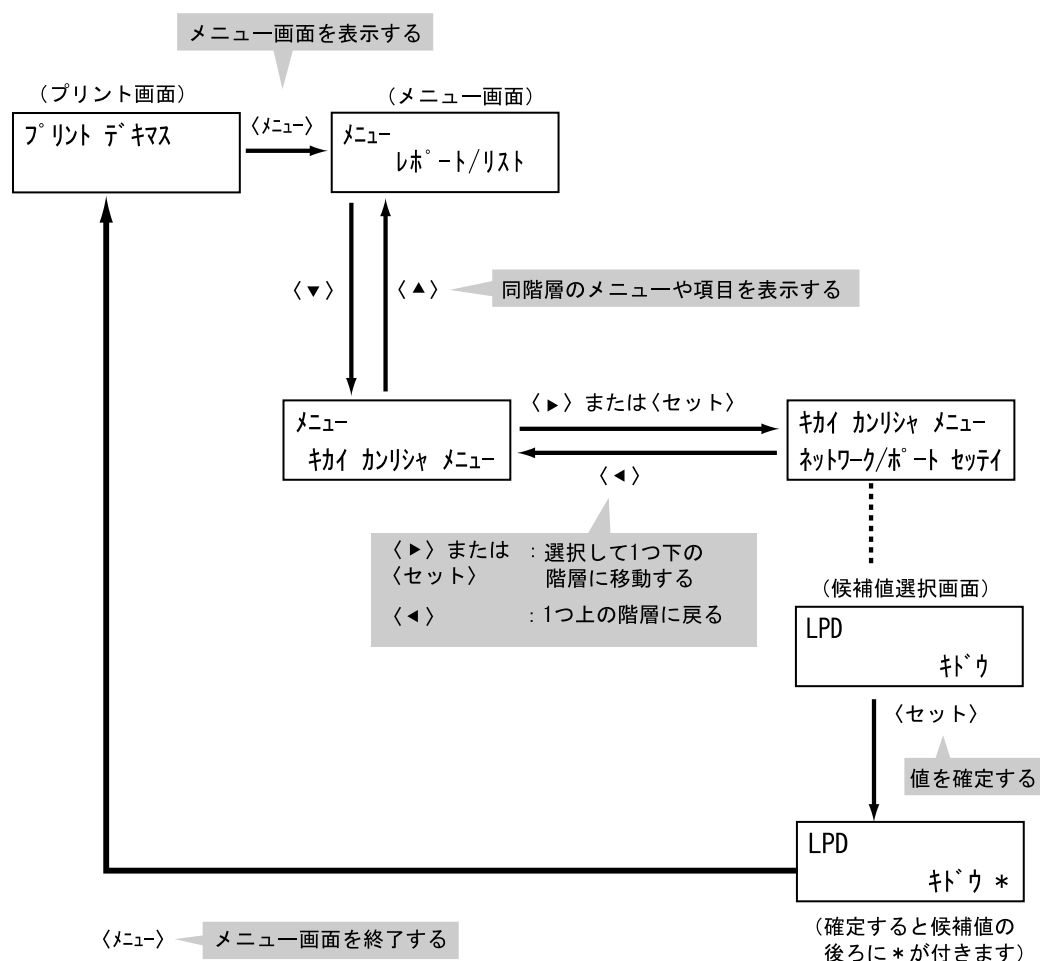 メニュー画面を表示する
（プリント画面）
（メニュー画面）
ﾌﾟﾘﾝﾄ ﾃﾞｷﾏｽ
〈ﾒﾆｭｰ〉
ﾒﾆｭｰ
ﾚﾎﾟｰﾄ/ﾘｽﾄ
〈▼〉
〈▲〉
同階層のメニューや項目を表示する
ﾒﾆｭｰ
ｷｶｲ ｶﾝﾘｼｬ ﾒﾆｭｰ
〈▶〉または〈セット〉
〈◀〉
ｷｶｲ ｶﾝﾘｼｬ ﾒﾆｭｰ
ﾈｯﾄﾜｰｸ/ﾎﾟｰﾄ ｾｯﾃｲ
〈▶〉または
〈セット〉
：選択して1つ下の
階層に移動する
〈◀〉
：1つ上の階層に戻る
（候補値選択画面）
LPD
ｷﾄﾞｳ
〈セット〉
値を確定する
LPD
ｷﾄﾞｳ *
（確定すると候補値の
後ろに*が付きます）
〈ﾒﾆｭｰ〉
メニュー画面を終了する